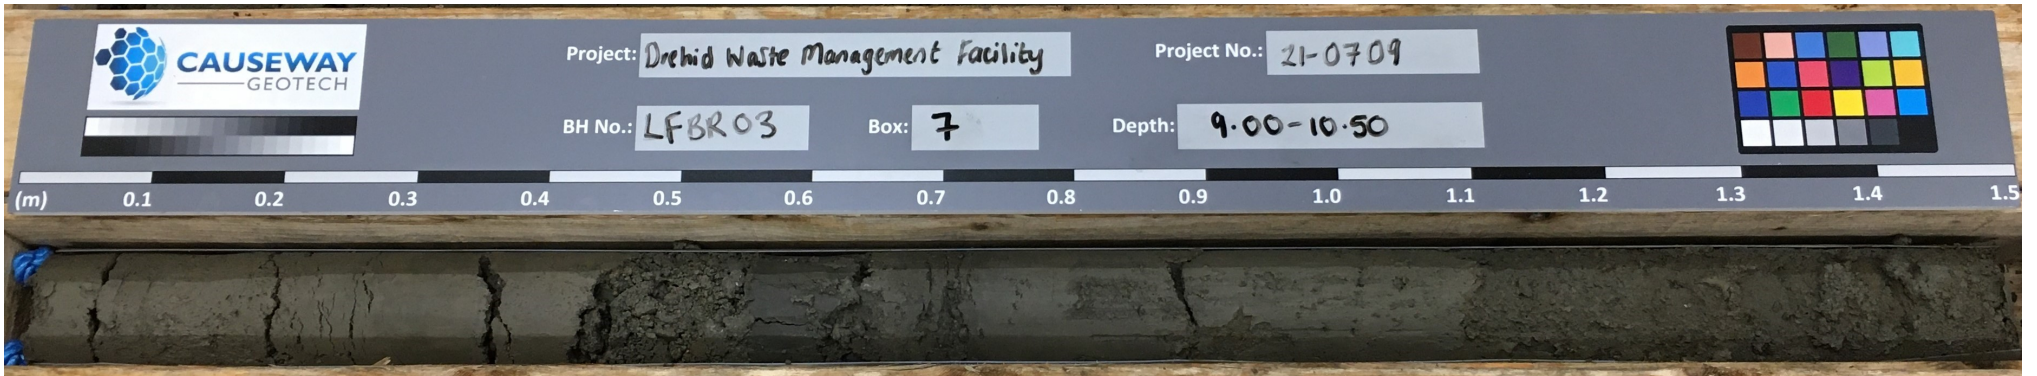 CAUSEWAY
GEOTECH
Project: Drehid Waste Management Facility
Project No.: 21-0709
BH No.: LFBR03
Box: 7
Depth: 9.00-10.50
(m) 0.1 0.2 0.3 0.4 0.5 0.6 0.7 0.8 0.9 1.0 1.1 1.2 1.3 1.4 1.5